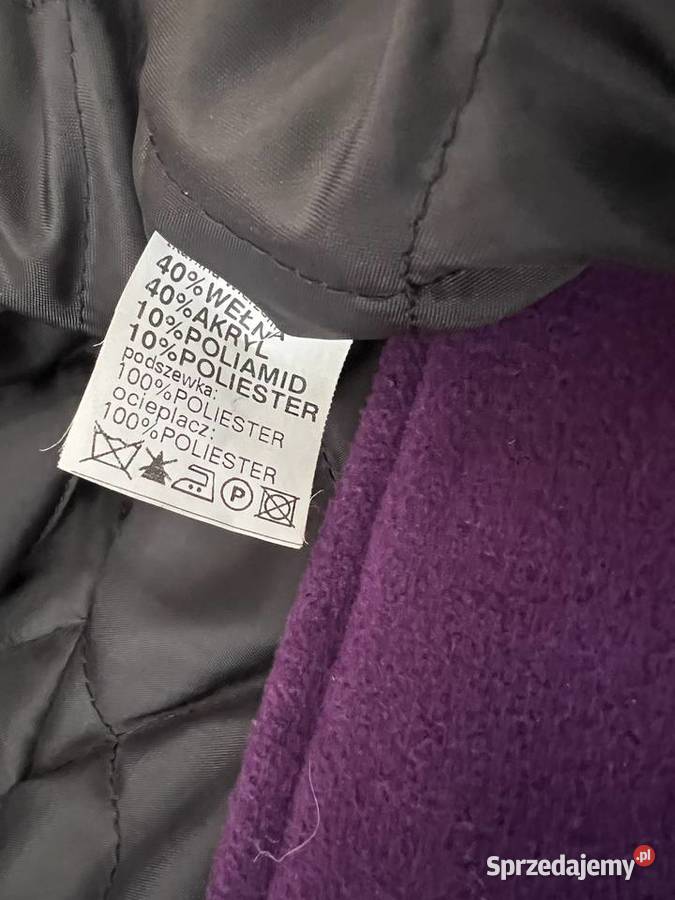 40%WEŁNA
40%AKRYL
10%POLIAMID
10%POLIESTER
podszewka:
100%POLIESTER
ocieplacz:
100%POLIESTER
P
Sprzedajemy.pl